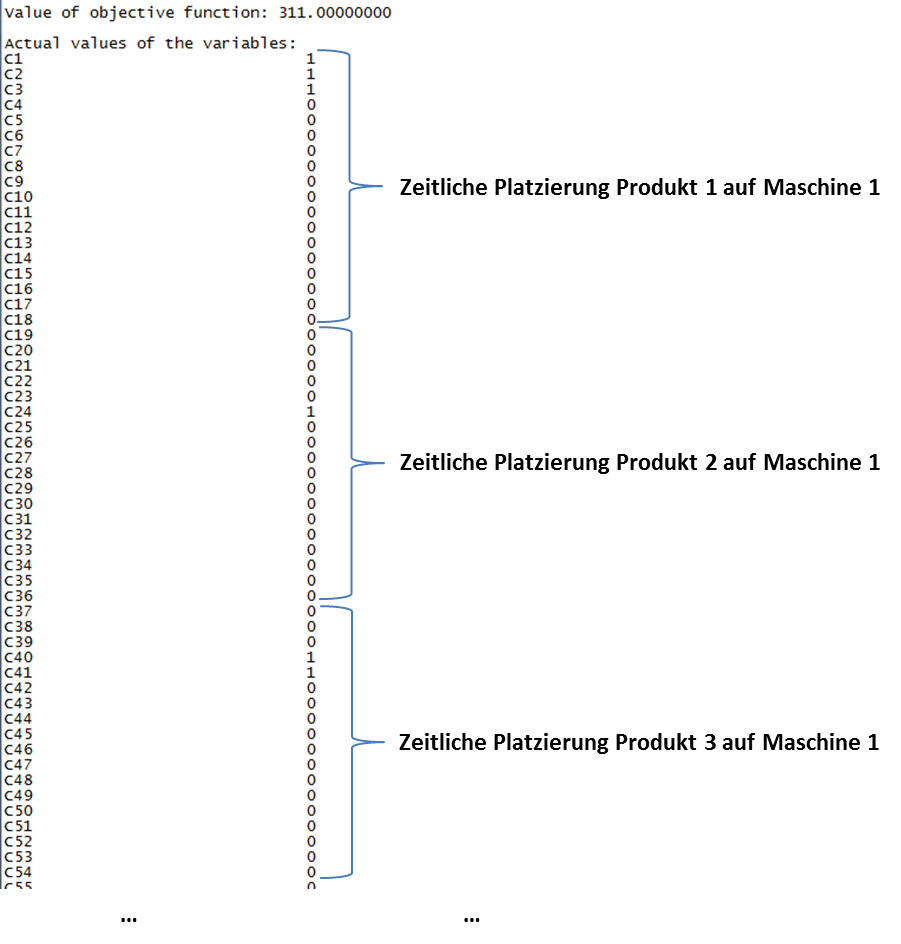 Value of objective function: 311.00000000
Actual values of the variables:
C1 1
C2 1
C3 1
C4 0
C5 0
C6 0
C7 0
C8 0
C9 0
C10 0
C11 0
C12 0
C13 0
C14 0
C15 0
C16 0
C17 0
C18 0
Zeitliche Platzierung Produkt 1 auf Maschine 1
C19 0
C20 0
C21 0
C22 0
C23 0
C24 1
C25 0
C26 0
C27 0
C28 0
C29 0
C30 0
C31 0
C32 0
C33 0
C34 0
C35 0
C36 0
Zeitliche Platzierung Produkt 2 auf Maschine 1
C37 0
C38 0
C39 0
C40 1
C41 1
C42 0
C43 0
C44 0
C45 0
C46 0
C47 0
C48 0
C49 0
C50 0
C51 0
C52 0
C53 0
C54 0
Zeitliche Platzierung Produkt 3 auf Maschine 1
C55 0
... ...